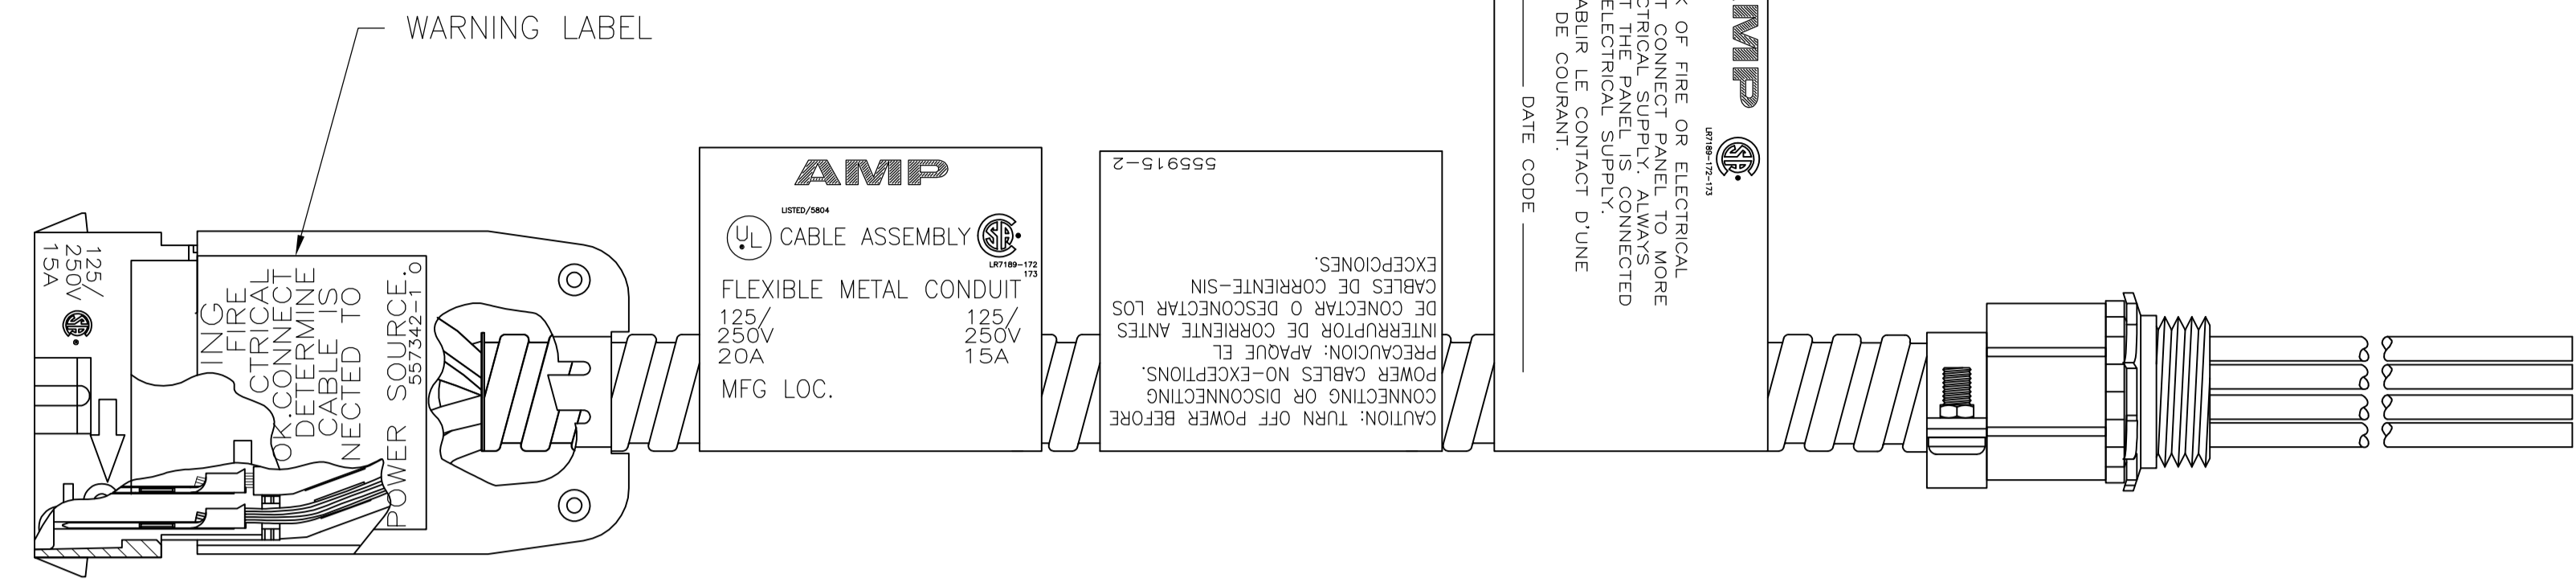 WARNING LABEL
125/
250V
15A
ING
FIRE
CTRICAL
OK.CONNECT
DETERMINE
CABLE IS
NECTED TO
POWER SOURCE.
557342-1 0
AMP
LISTED/5804
UL CABLE ASSEMBLY SA
LR7189-172
173
FLEXIBLE METAL CONDUIT
125/ 125/
250V 250V
20A 15A
MFG LOC.
CAUTION: TURN OFF POWER BEFORE
CONNECTING OR DISCONNECTING
POWER CABLES NO-EXCEPTIONS.
PRECAUCION: APAQUE EL
INTERRUPTOR DE CORRIENTE ANTES
DE CONECTAR O DESCONECTAR LOS
CABLES DE CORRIENTE-SIN
EXCEPCIONES.
555915-2
AMP
SA
LR7189-172-173
K OF FIRE OR ELECTRICAL
T CONNECT PANEL TO MORE
CTRICAL SUPPLY. ALWAYS
T THE PANEL IS CONNECTED
ELECTRICAL SUPPLY.
ABLIR LE CONTACT D'UNE
DE COURANT.
DATE CODE